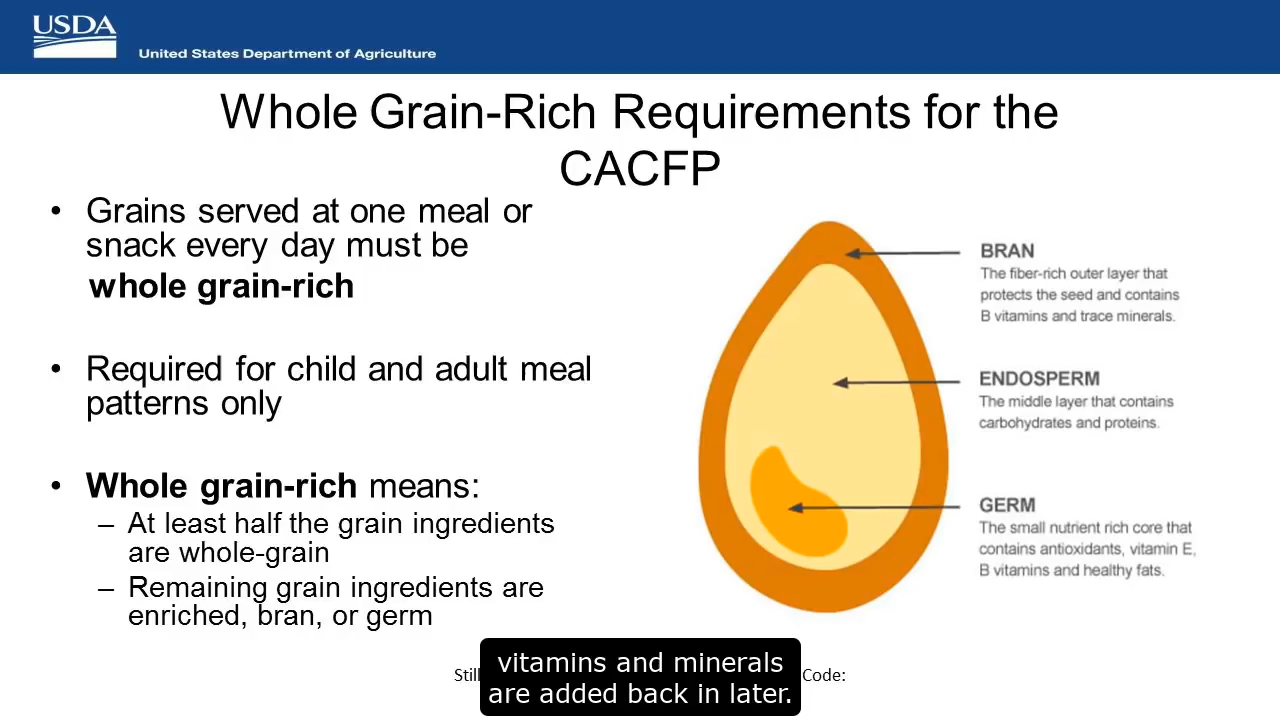 USDA
United States Department of Agriculture
Whole Grain-Rich Requirements for the
CACFP
• Grains served at one meal or
snack every day must be
whole grain-rich
• Required for child and adult meal
patterns only
• Whole grain-rich means:
– At least half the grain ingredients
are whole-grain
– Remaining grain ingredients are
enriched, bran, or germ
BRAN
The fiber-rich outer layer that
protects the seed and contains
B vitamins and trace minerals.
ENDOSPERM
The middle layer that contains
carbohydrates and proteins.
GERM
The small nutrient rich core that
contains antioxidants, vitamin E,
B vitamins and healthy fats.
Still
Code:
vitamins and minerals
are added back in later.